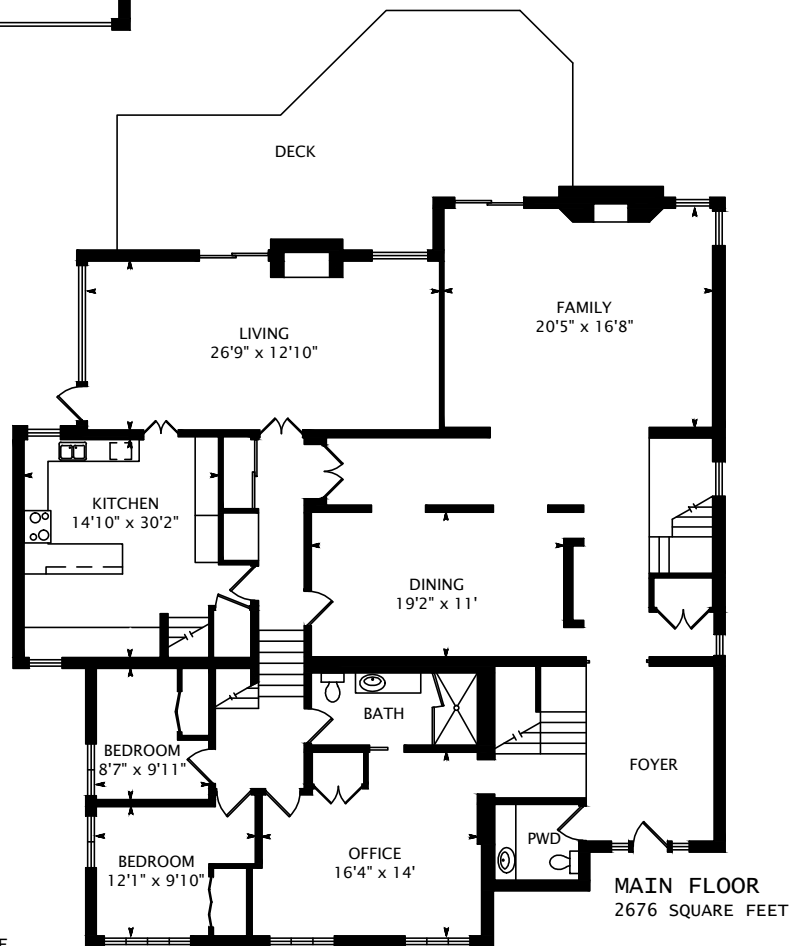 DECK
FAMILY
20'5" x 16'8"
LIVING
26'9" x 12'10"
KITCHEN
14'10" x 30'2"
DINING
19'2" x 11'
BATH
BEDROOM
8'7" x 9'11"
FOYER
PWD
OFFICE
16'4" x 14'
BEDROOM
12'1" x 9'10"
MAIN FLOOR
2676 SQUARE FEET